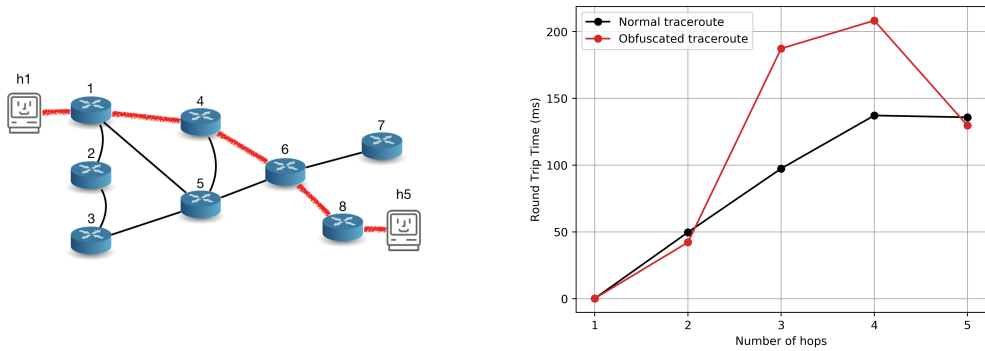 h1
1
4
7
2
6
5
3
8
h5
Normal traceroute
Obfuscated traceroute
Round Trip Time (ms)
200
150
100
50
0
1 2 3 4 5
Number of hops